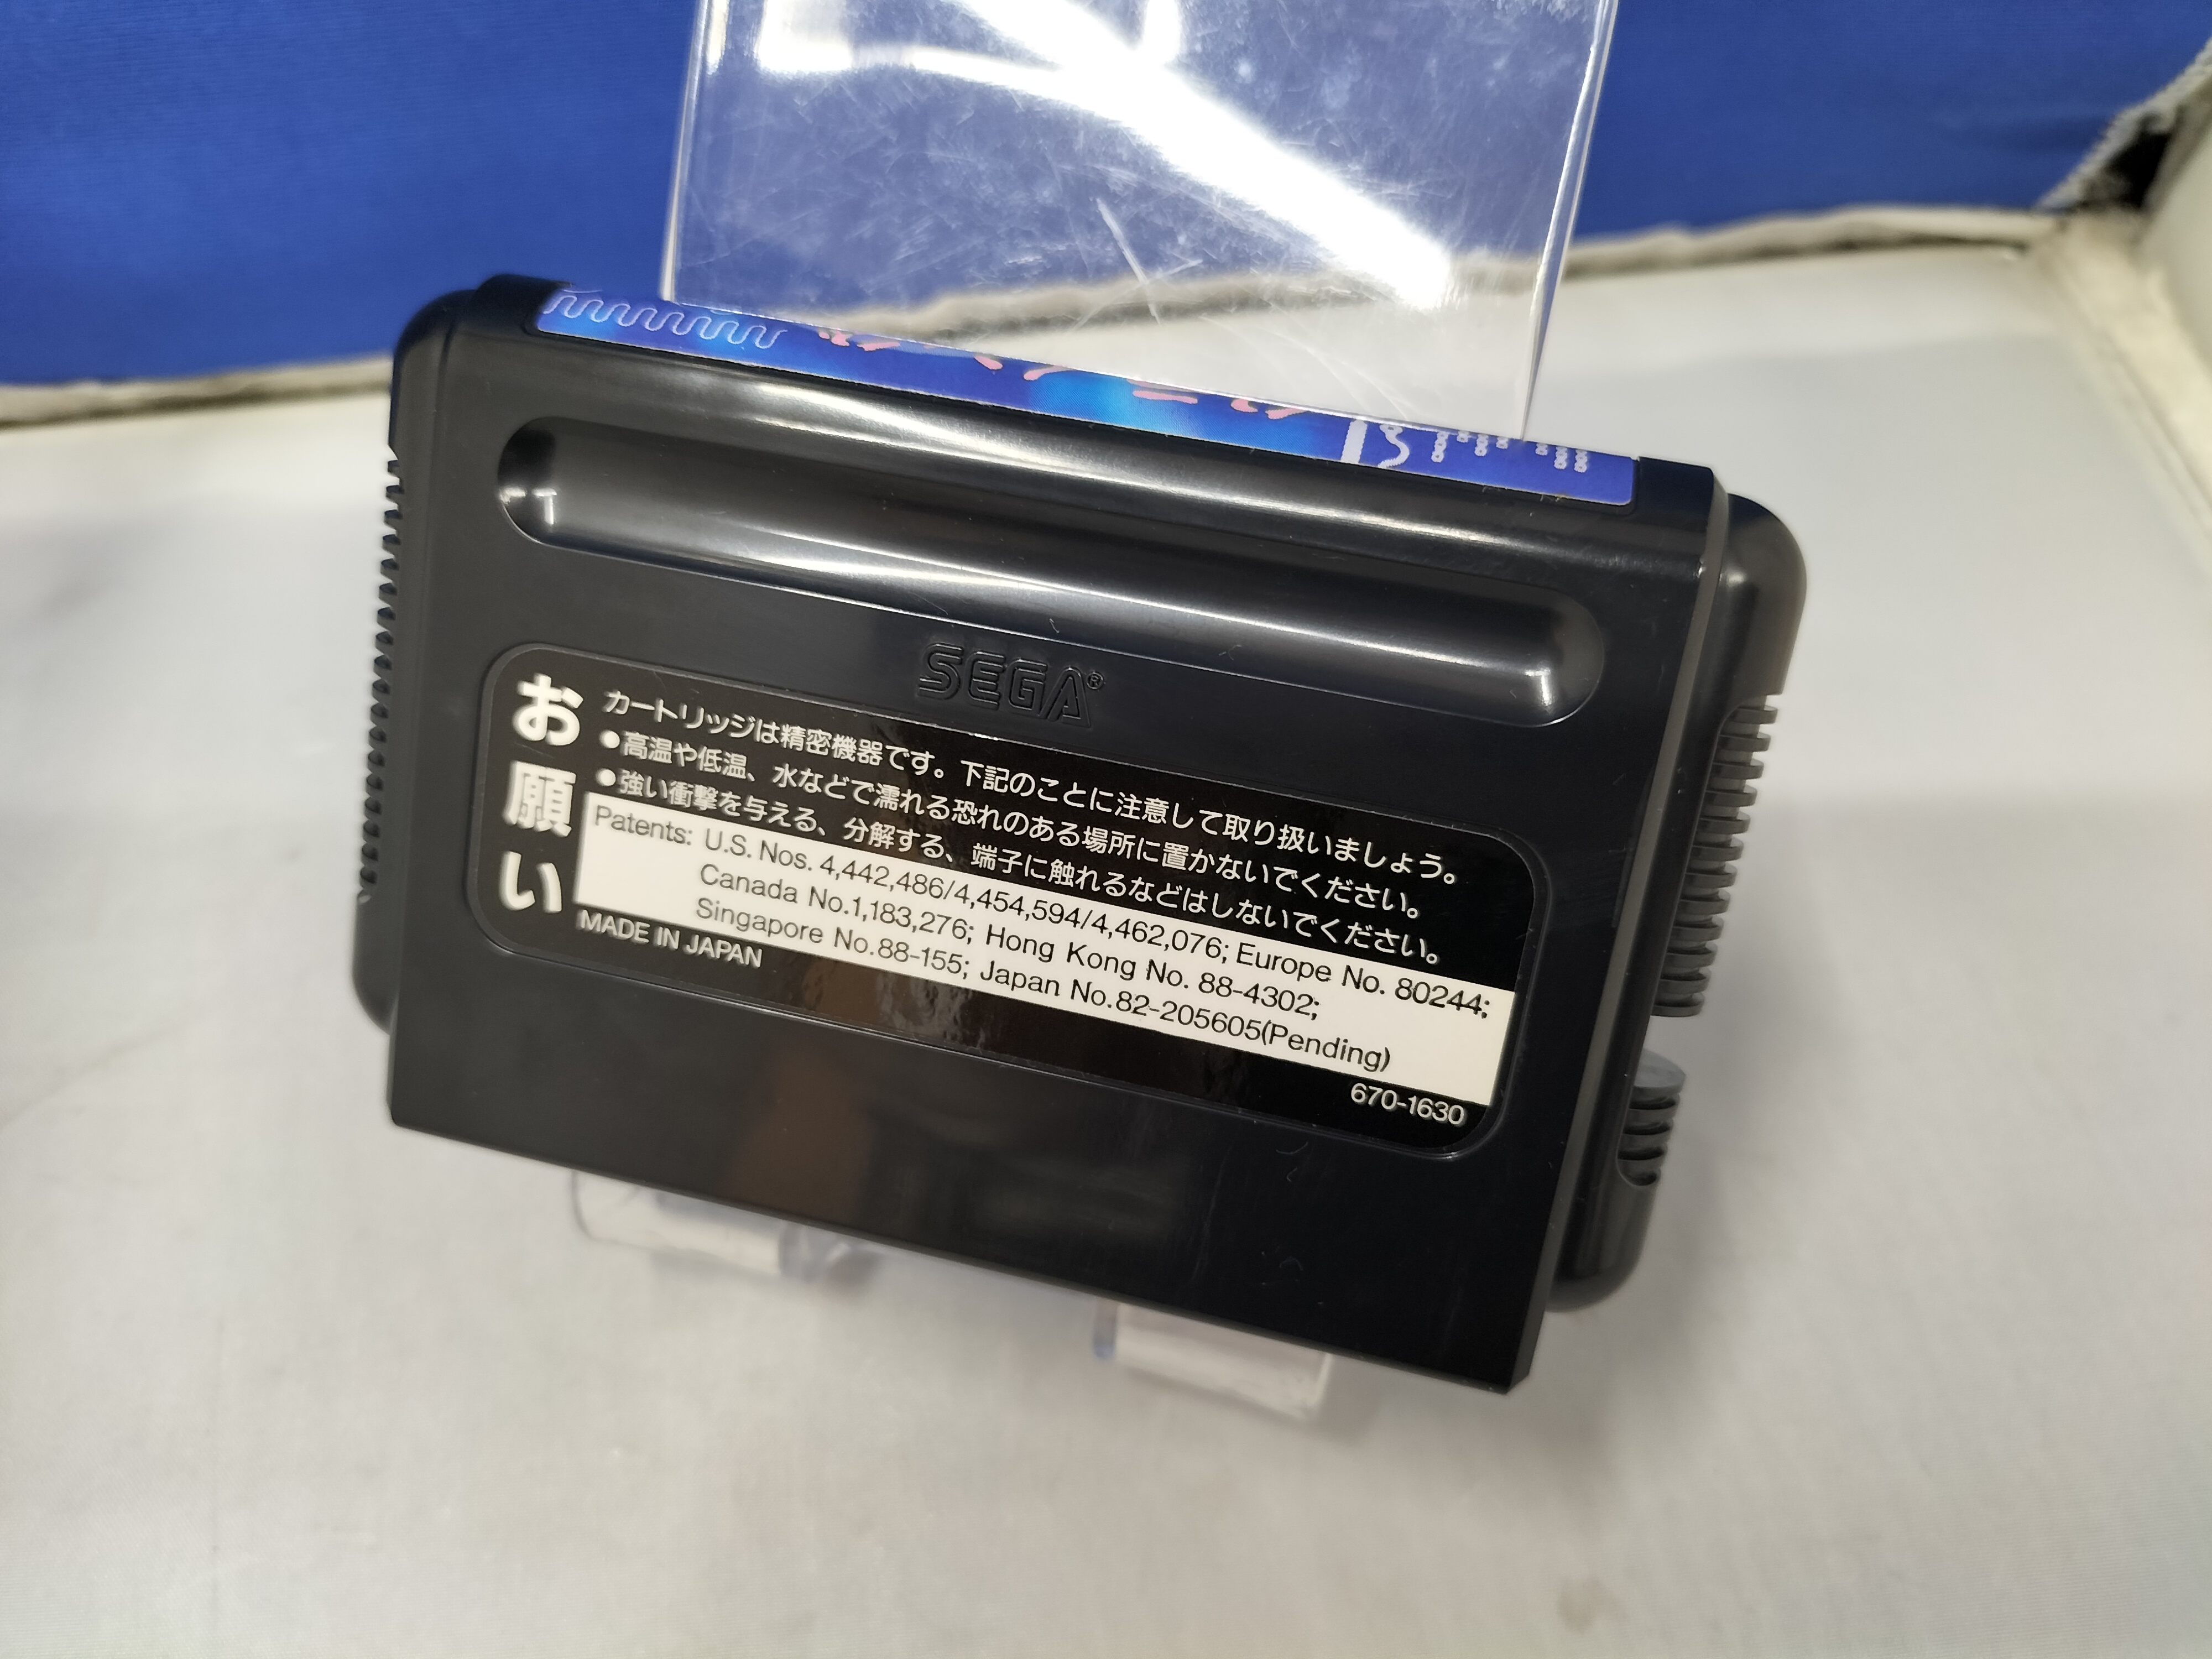 SEGA®
お願い
カートリッジは精密機器です。下記のことに注意して取り扱いましょう。
●高温や低温、水などで濡れる恐れのある場所に置かないでください。
●強い衝撃を与える、分解する、端子に触れるなどはしないでください。
Patents: U.S. Nos. 4,442,486/4,454,594/4,462,076; Europe No. 80244;
Canada No.1,183,276; Hong Kong No. 88-4302;
Singapore No.88-155; Japan No.82-205605(Pending)
MADE IN JAPAN
670-1630